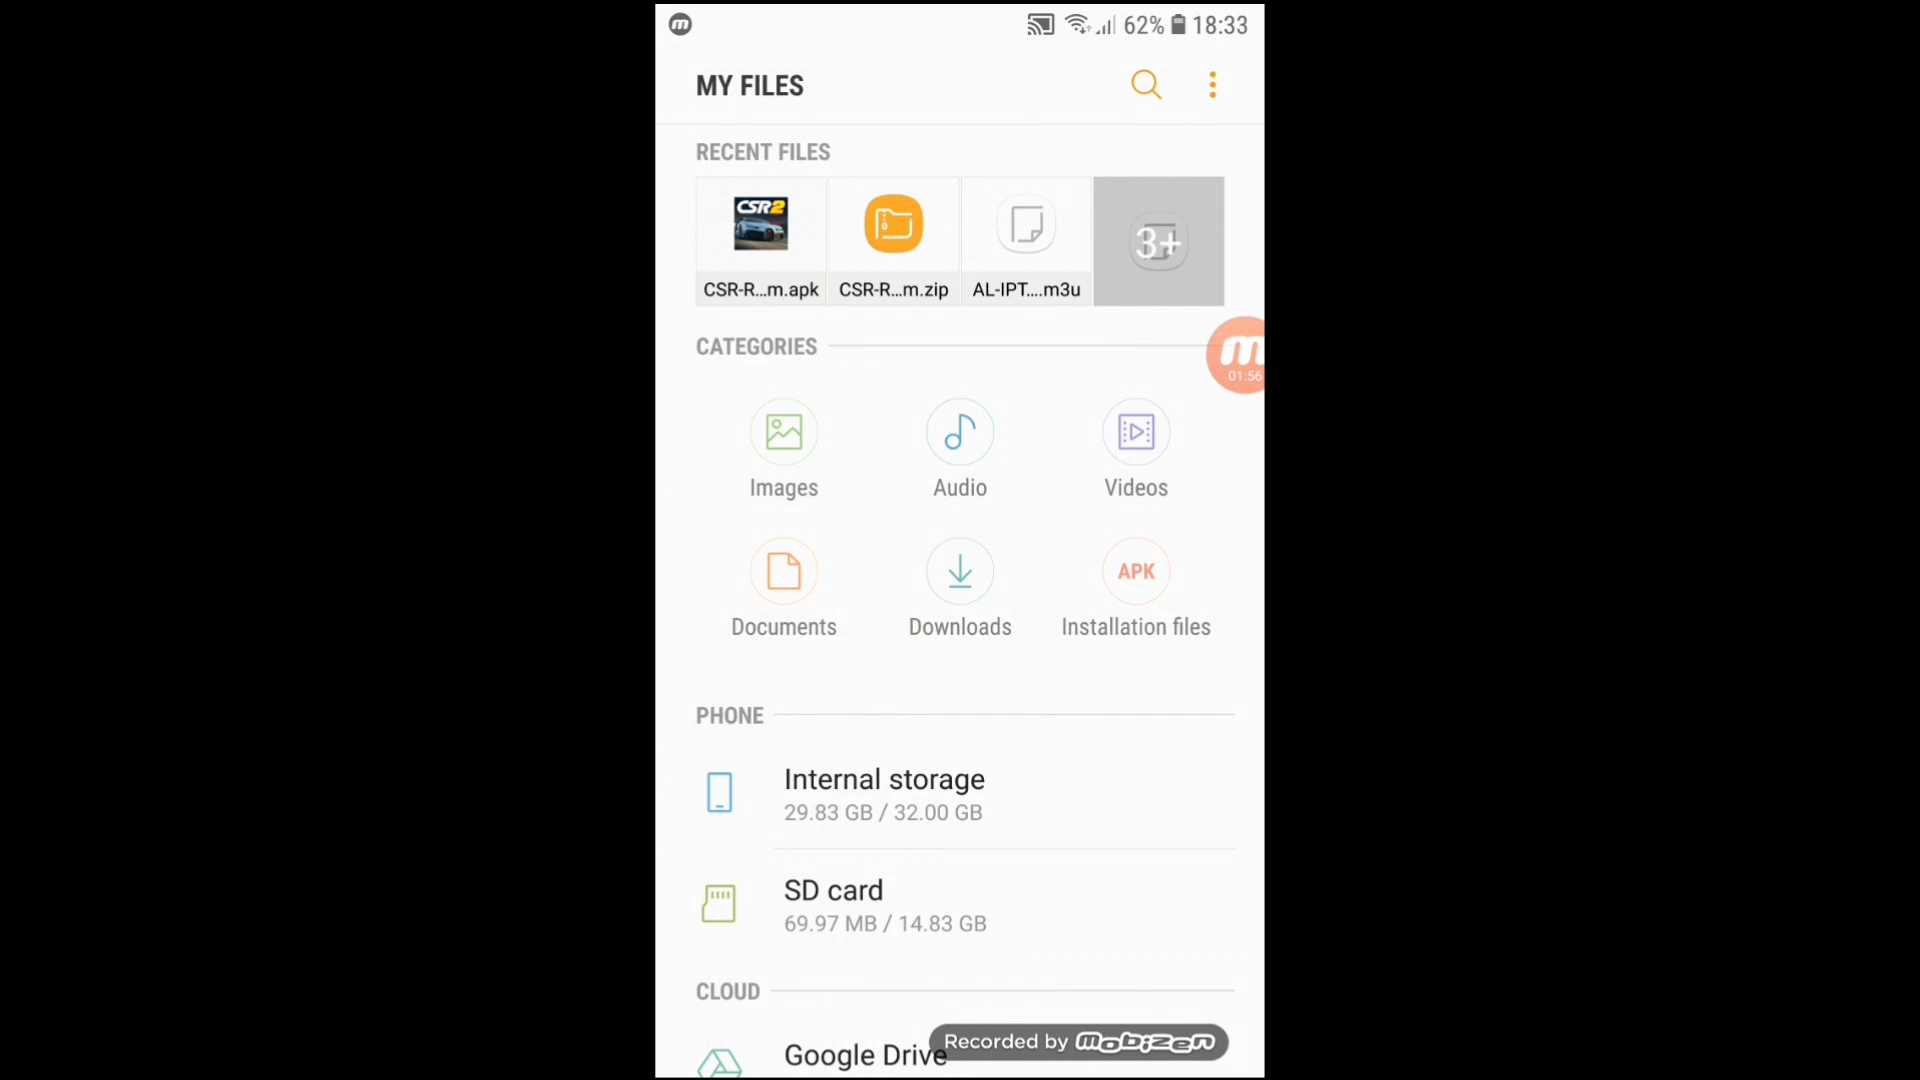 m 62% 18:33
MY FILES
RECENT FILES
CSR2
3+
CSR-R...m.apk CSR-R...m.zip AL-IPT....m3u
CATEGORIES
m
01:56
Images Audio Videos
APK
Documents Downloads Installation files
PHONE
Internal storage
29.83 GB / 32.00 GB
SD card
69.97 MB / 14.83 GB
CLOUD
Google Drive
Recorded by mobizen